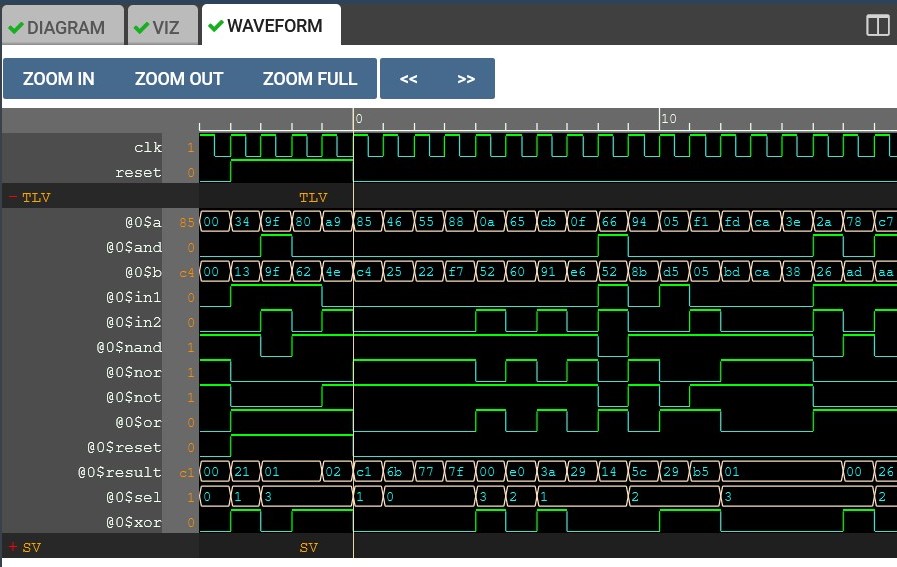 DIAGRAM VIZ WAVEFORM
ZOOM IN ZOOM OUT ZOOM FULL << >>
0 10
clk 1
reset 0
- TLV TLV
@0$a 85 00 34 9f 80 a9 85 46 55 88 0a 65 cb 0f 66 94 05 f1 fd ca 3e 2a 78 c7
@0$and 0
@0$b c4 00 13 9f 62 4e c4 25 22 f7 52 60 91 e6 52 8b d5 05 bd ca 38 26 ad aa
@0$in1 0
@0$in2 0
@0$nand 1
@0$nor 1
@0$not 1
@0$or 0
@0$reset 0
@0$result c1 00 21 01 02 c1 6b 77 7f 00 e0 3a 29 14 5c 29 b5 01 00 26
@0$sel 1 0 1 3 1 0 3 2 1 2 3 2
@0$xor 0
+ SV SV